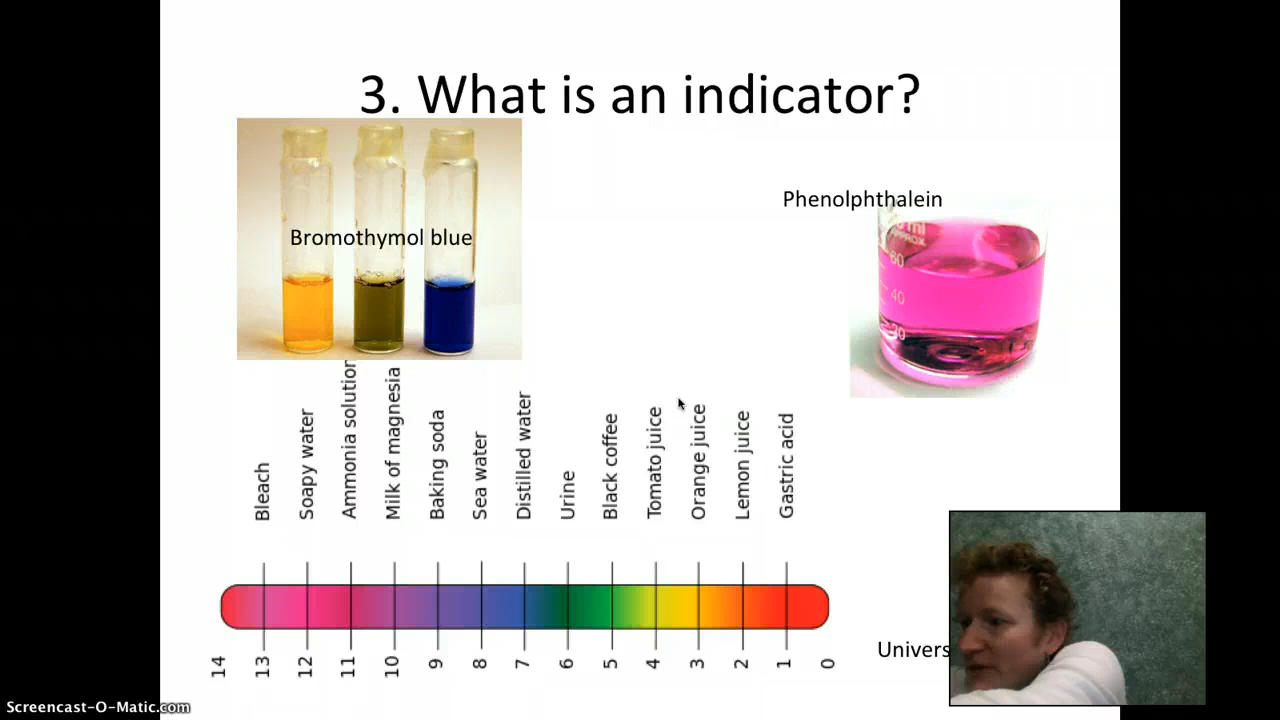 3. What is an indicator?
Phenolphthalein
Bromothymol blue
60
40
Bleach
Soapy water
Ammonia solution
Milk of magnesia
Baking soda
Sea water
Distilled water
Urine
Black coffee
Tomato juice
Orange juice
Lemon juice
Gastric acid
14 13 12 11 10 9 8 7 6 5 4 3 2 1 0
Screencast-O-Matic.com